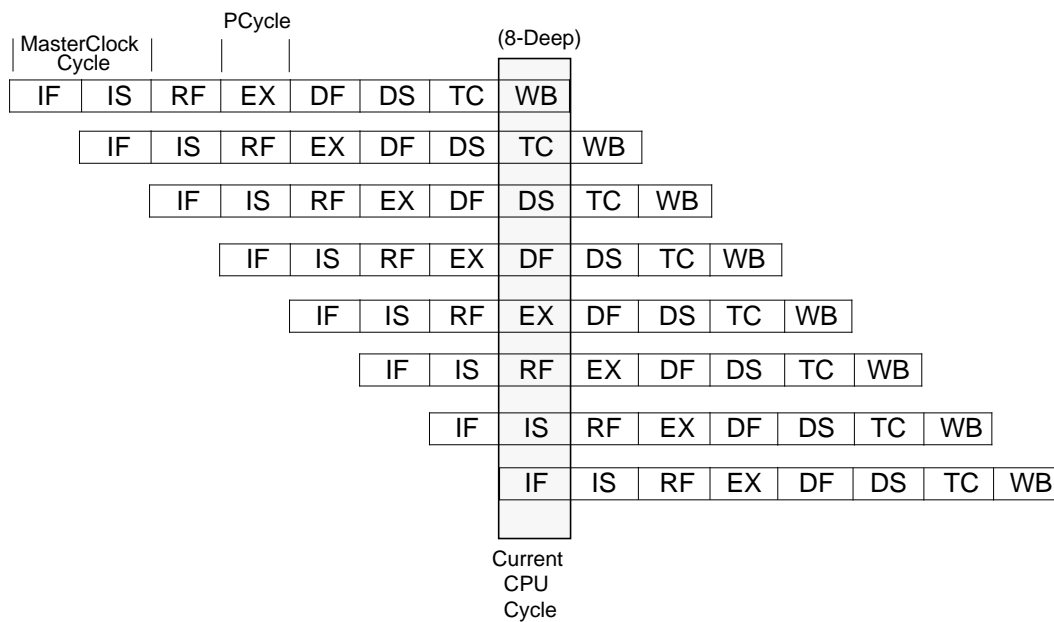 PCycle
MasterClock
Cycle
(8-Deep)
IF IS RF EX DF DS TC WB
IF IS RF EX DF DS TC WB
IF IS RF EX DF DS TC WB
IF IS RF EX DF DS TC WB
IF IS RF EX DF DS TC WB
IF IS RF EX DF DS TC WB
IF IS RF EX DF DS TC WB
IF IS RF EX DF DS TC WB
Current
CPU
Cycle